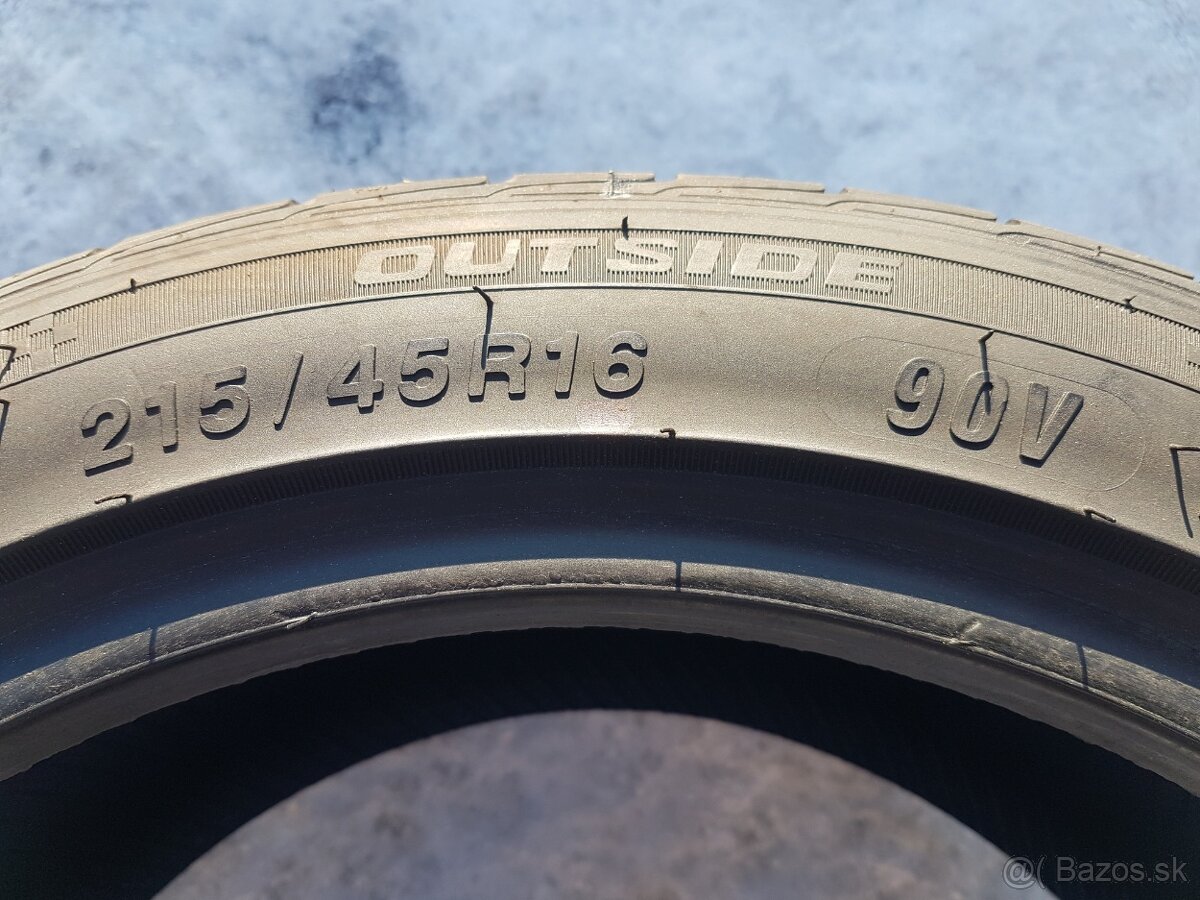 OUTSIDE
215/45R16 90V
@( Bazos.sk